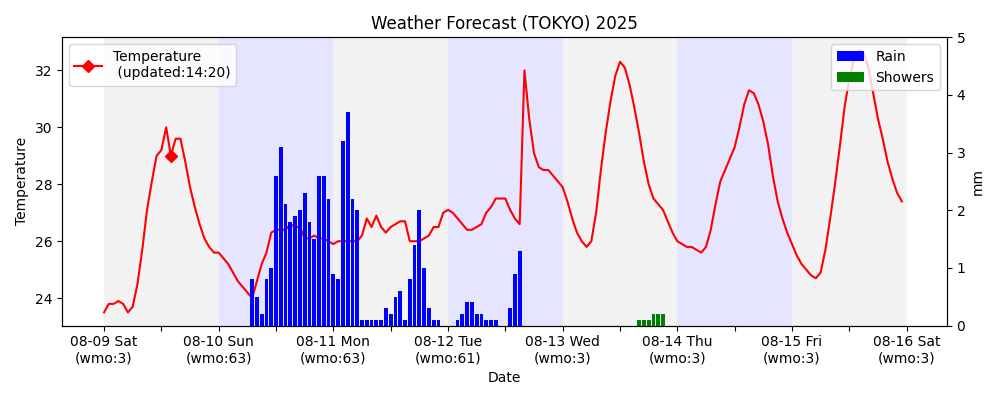 Weather Forecast (TOKYO) 2025
Temperature
(updated:14:20)
Rain
Showers
Temperature
32
30
28
26
24
5
4
3
2
1
0
mm
08-09 Sat
(wmo:3)
08-10 Sun
(wmo:63)
08-11 Mon
(wmo:63)
08-12 Tue
(wmo:61)
08-13 Wed
(wmo:3)
08-14 Thu
(wmo:3)
08-15 Fri
(wmo:3)
08-16 Sat
(wmo:3)
Date